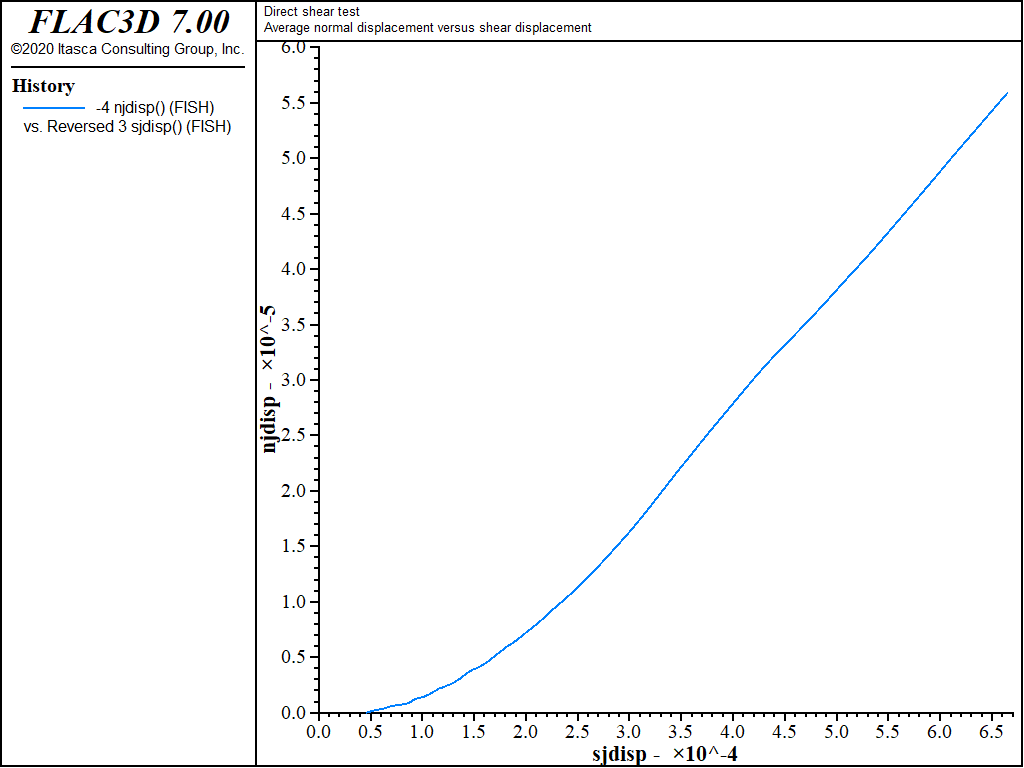 FLAC3D 7.00
©2020 Itasca Consulting Group, Inc.
History
-4 njdisp() (FISH)
vs. Reversed 3 sjdisp() (FISH)
Direct shear test
Average normal displacement versus shear displacement
6.0
5.5
5.0
4.5
4.0
3.5
3.0
2.5
2.0
1.5
1.0
0.5
0.0
njdisp - ×10^-5
0.0 0.5 1.0 1.5 2.0 2.5 3.0 3.5 4.0 4.5 5.0 5.5 6.0 6.5
sjdisp - ×10^-4